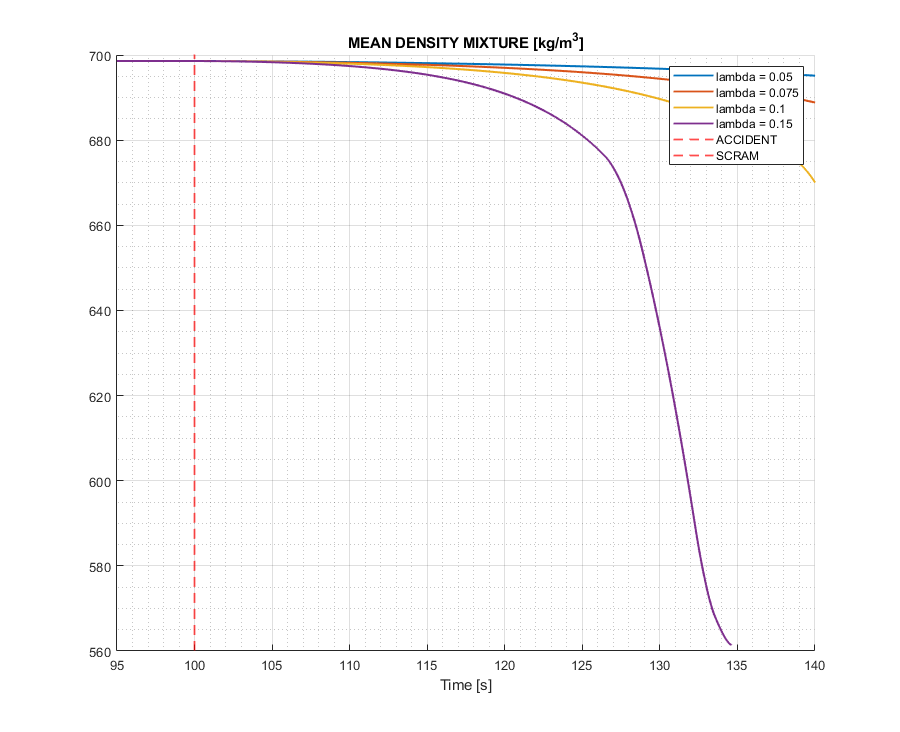 MEAN DENSITY MIXTURE [kg/m³]
700
680
660
640
620
600
580
560
lambda = 0.05
lambda = 0.075
lambda = 0.1
lambda = 0.15
ACCIDENT
SCRAM
95 100 105 110 115 120 125 130 135 140
Time [s]